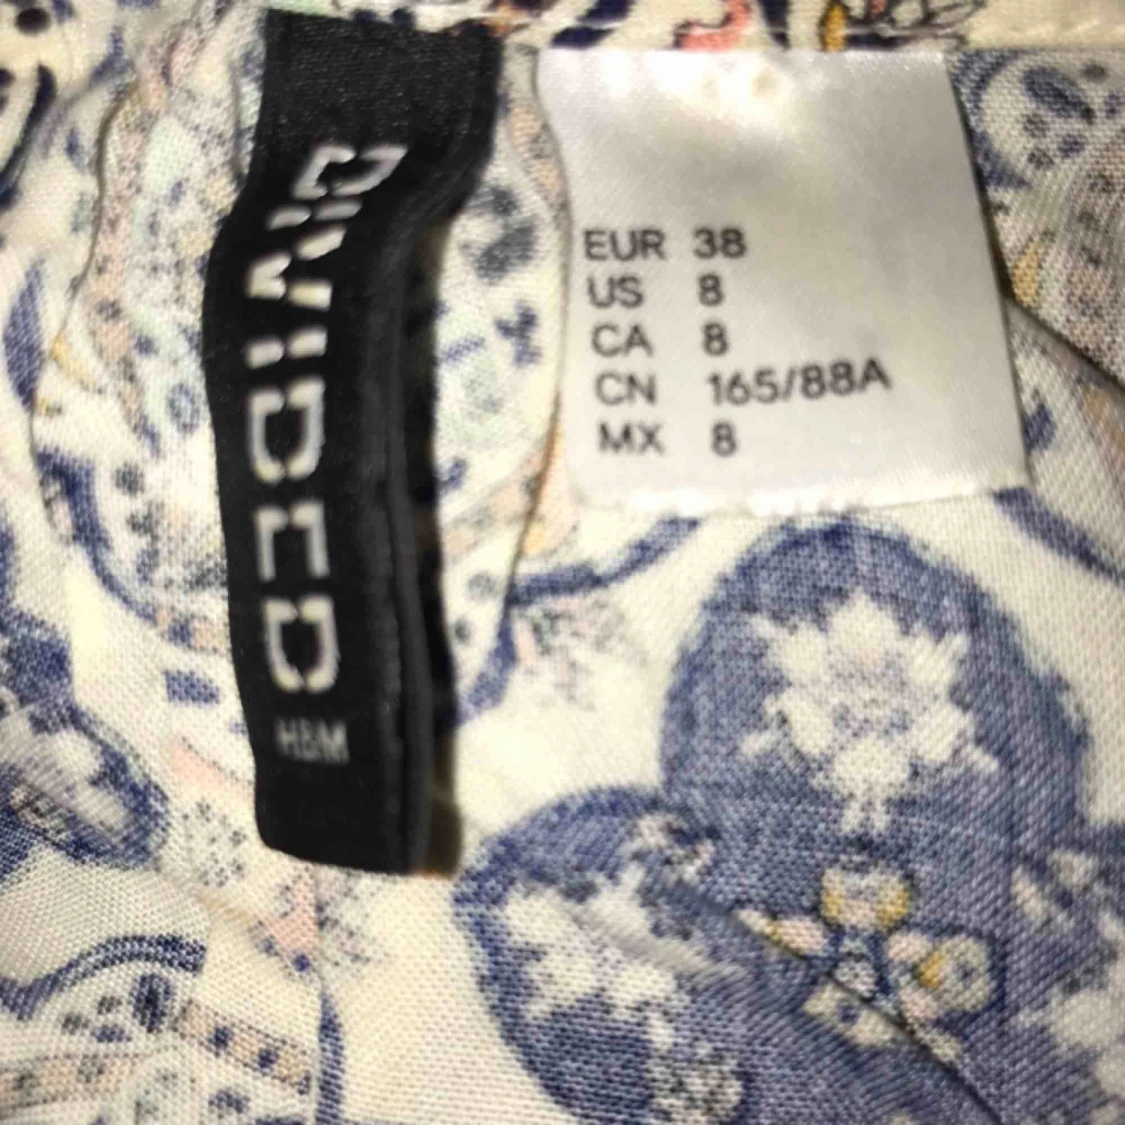 DIVIDED
H&M
EUR 38
US 8
CA 8
CN 165/88A
MX 8